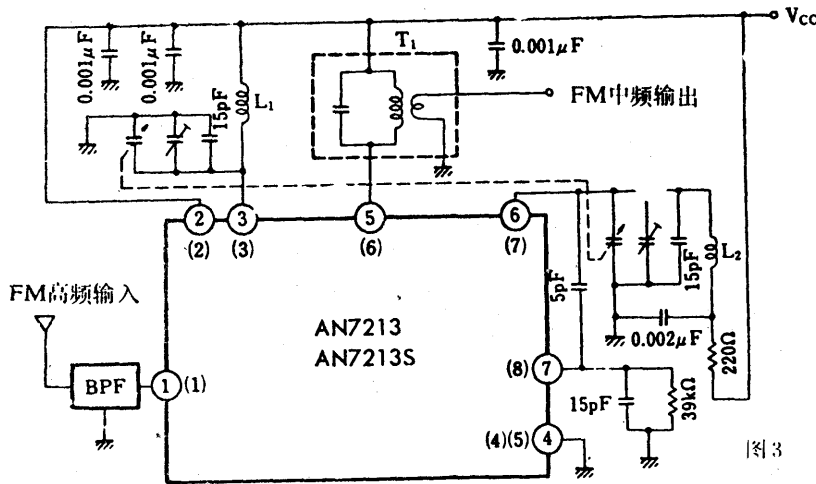 V_CC
0.001μF
0.001μF
0.001μF
T₁
L₁
15pF
FM中频输出
2
3
5
6
(2)
(3)
(6)
(7)
FM高频输入
AN7213
AN7213S
5pF
15pF
L₂
0.002μF
220Ω
BPF
1
(1)
(8)
7
15pF
39kΩ
(4)(5)
4
图3